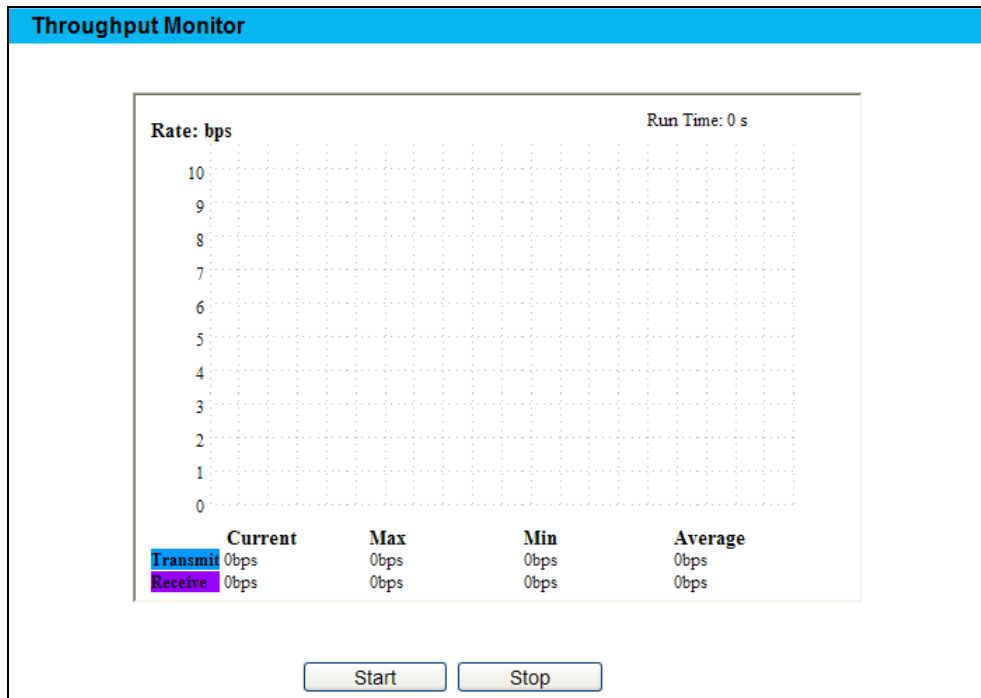 Throughput Monitor
Run Time: 0 s
Rate: bps
10
9
8
7
6
5
4
3
2
1
0
Current Max Min Average
Transmit 0bps 0bps 0bps 0bps
Receive 0bps 0bps 0bps 0bps
Start Stop